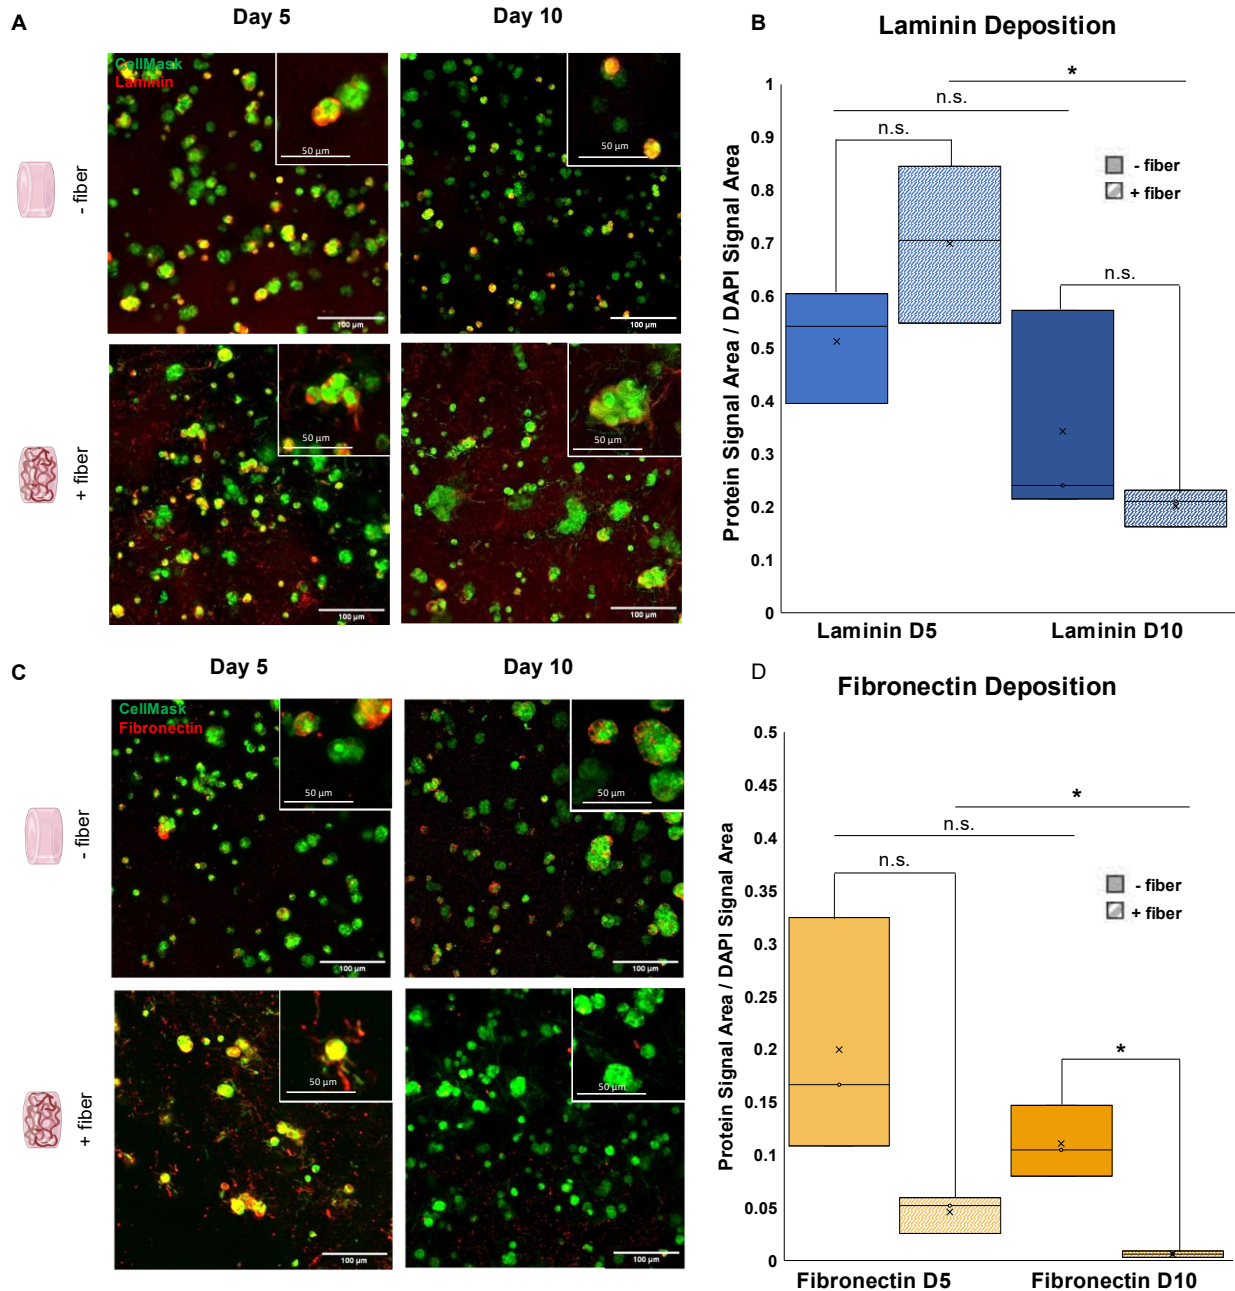 A
Day 5
Day 10
CellMask
Laminin
50 µm
100 µm
50 µm
100 µm
- fiber
50 µm
100 µm
50 µm
100 µm
+ fiber
B
Laminin Deposition
Protein Signal Area / DAPI Signal Area
1
0.9
0.8
0.7
0.6
0.5
0.4
0.3
0.2
0.1
0
*
n.s.
n.s.
n.s.
- fiber
+ fiber
Laminin D5
Laminin D10
C
Day 5
Day 10
CellMask
Fibronectin
50 µm
100 µm
50 µm
100 µm
- fiber
50 µm
100 µm
50 µm
100 µm
+ fiber
D
Fibronectin Deposition
Protein Signal Area / DAPI Signal Area
0.5
0.45
0.4
0.35
0.3
0.25
0.2
0.15
0.1
0.05
0
*
n.s.
n.s.
*
- fiber
+ fiber
Fibronectin D5
Fibronectin D10